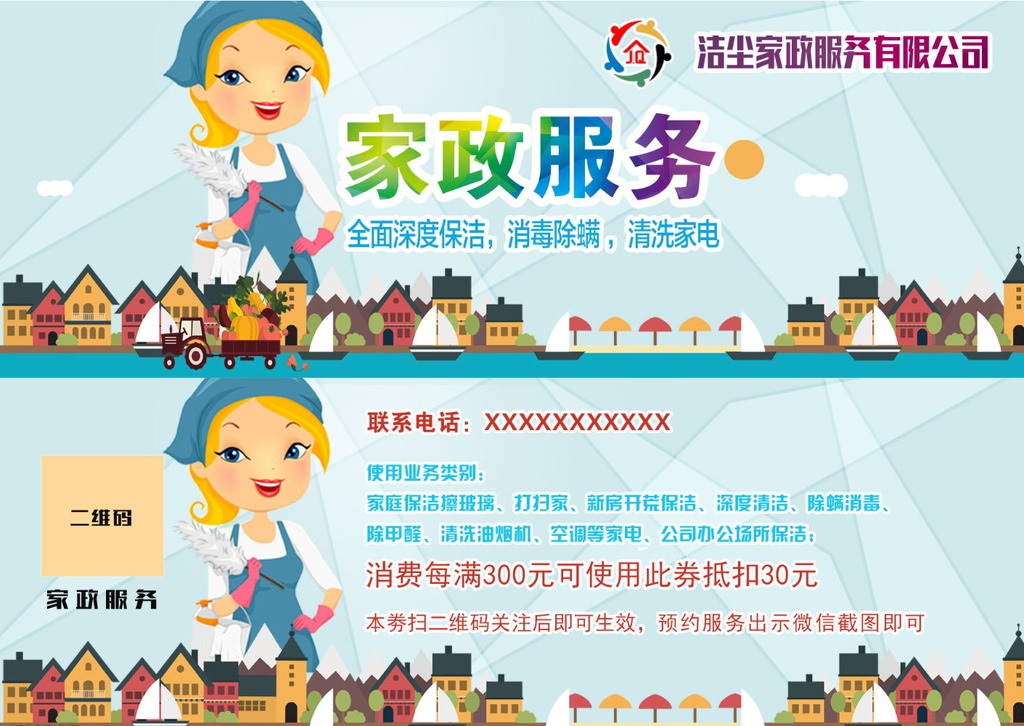 洁尘家政服务有限公司
家政服务
全面深度保洁，消毒除螨，清洗家电
联系电话：XXXXXXXXXXX
使用业务类别：
家庭保洁擦玻璃、打扫家、新房开荒保洁、深度清洁、除螨消毒、
除甲醛、清洗油烟机、空调等家电、公司办公场所保洁；
消费每满300元可使用此券抵扣30元
本劵扫二维码关注后即可生效，预约服务出示微信截图即可
二维码
家政服务